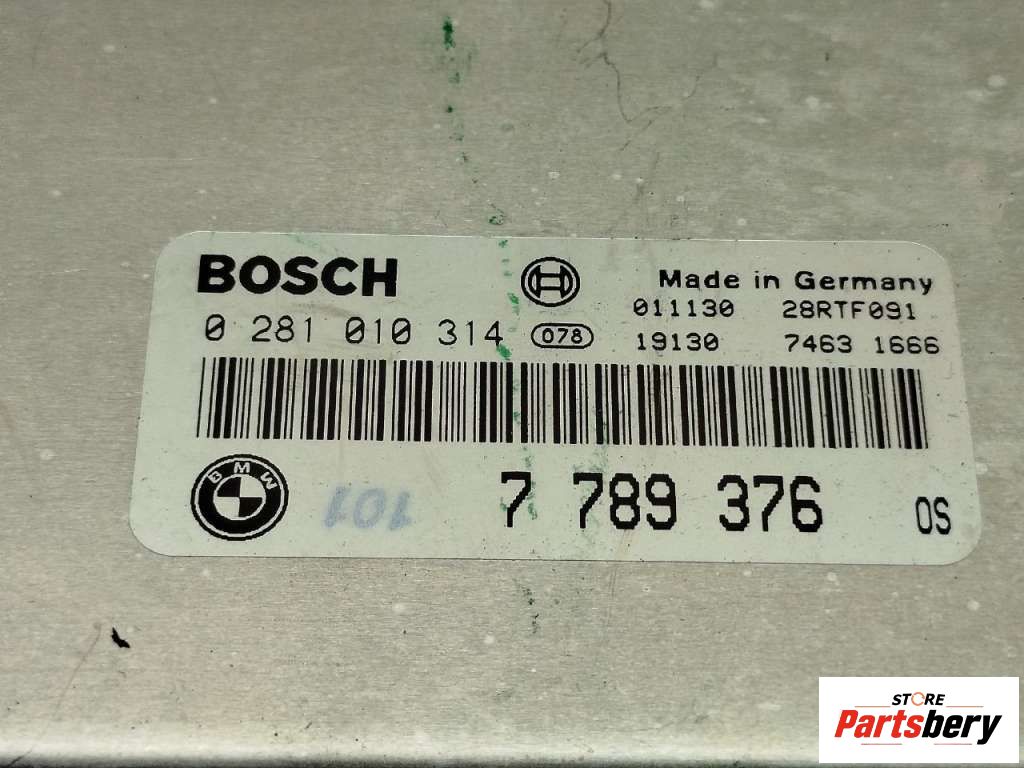 BOSCH
Made in Germany
011130 28RTF091
0 281 010 314 078
19130 7463 1666
BMW
101
7 789 376 OS
STORE
Partsbery